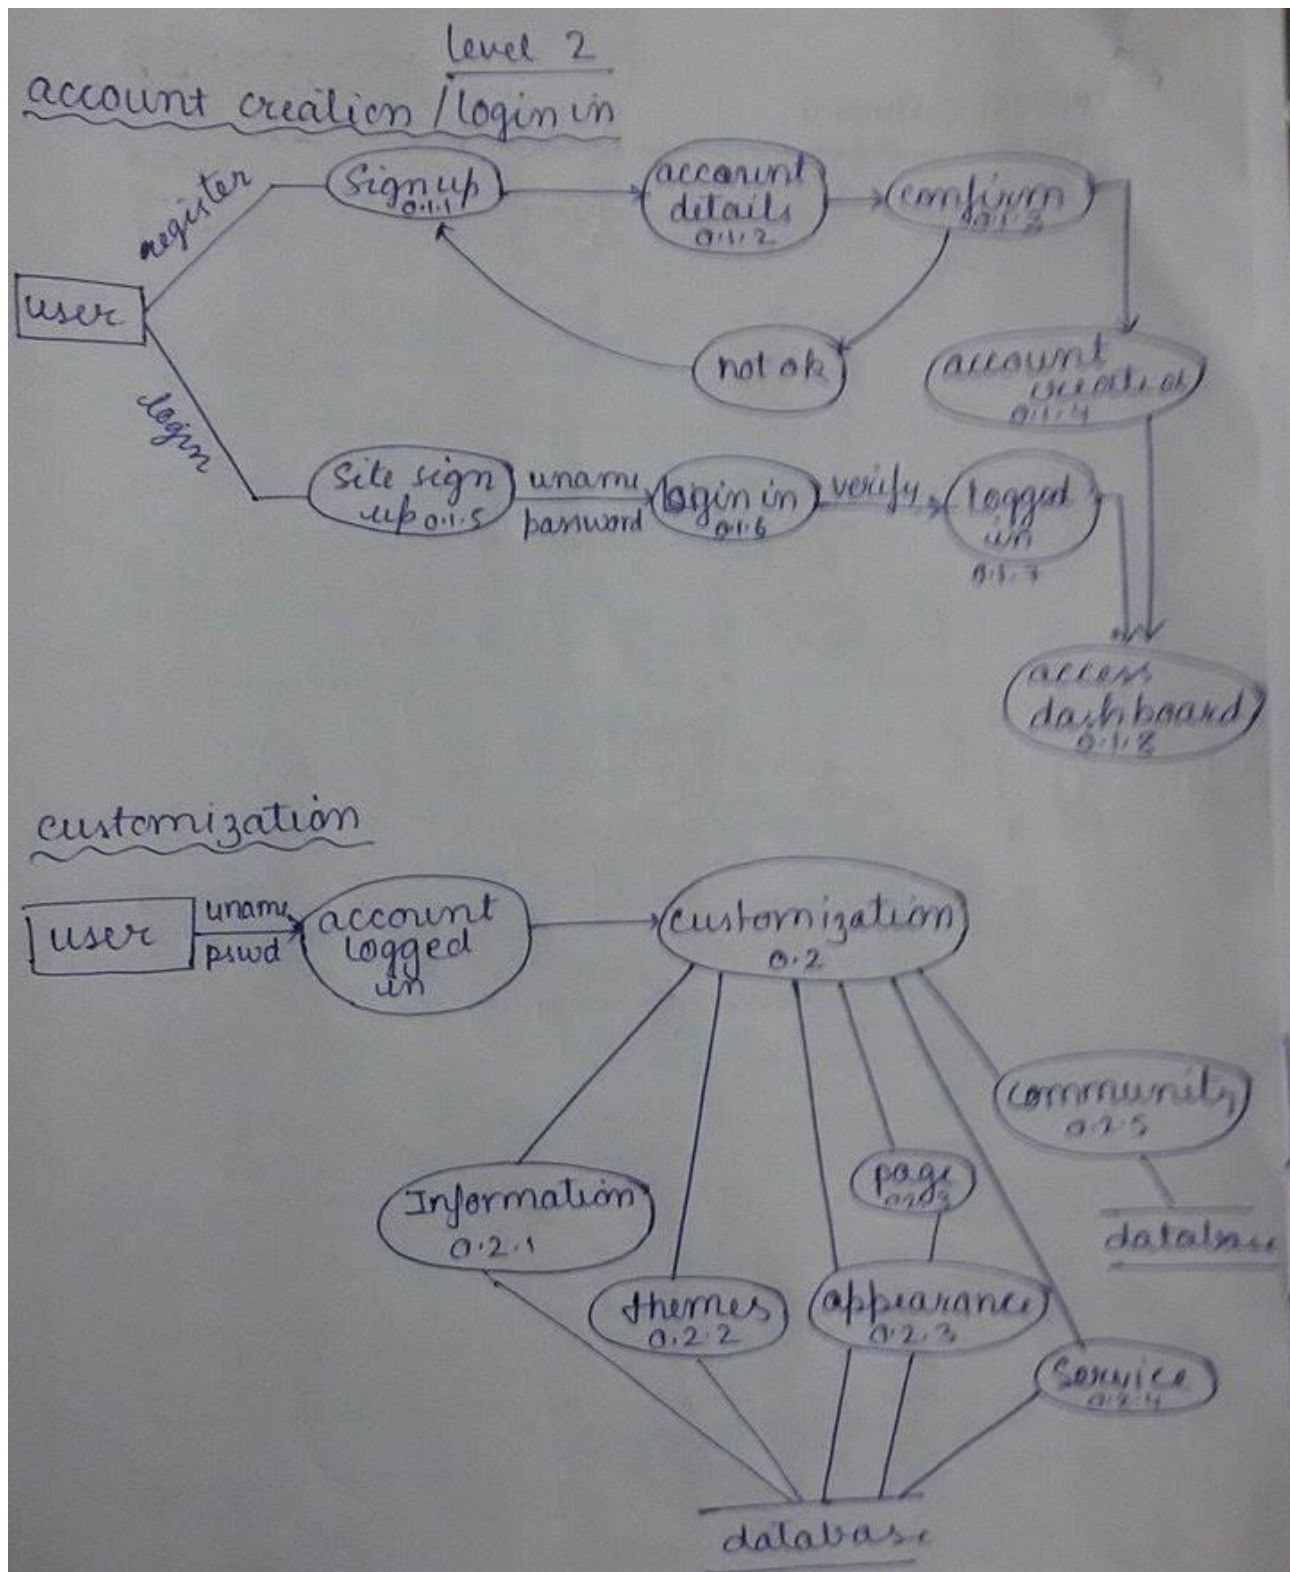 level 2
account creation / login in
register
Sign up
0.1.1
account
details
0.1.2
confirm
0.1.3
user
not ok
account
created
0.1.4
login
Site sign
up 0.1.5
uname
password
login in
0.1.6
verify
logged
in
0.1.7
access
dashboard
0.1.8
customization
user
uname
pswd
account
logged
in
customization
0.2
community
0.2.5
page
database
Information
0.2.1
themes
0.2.2
appearance
0.2.3
Service
0.2.4
database